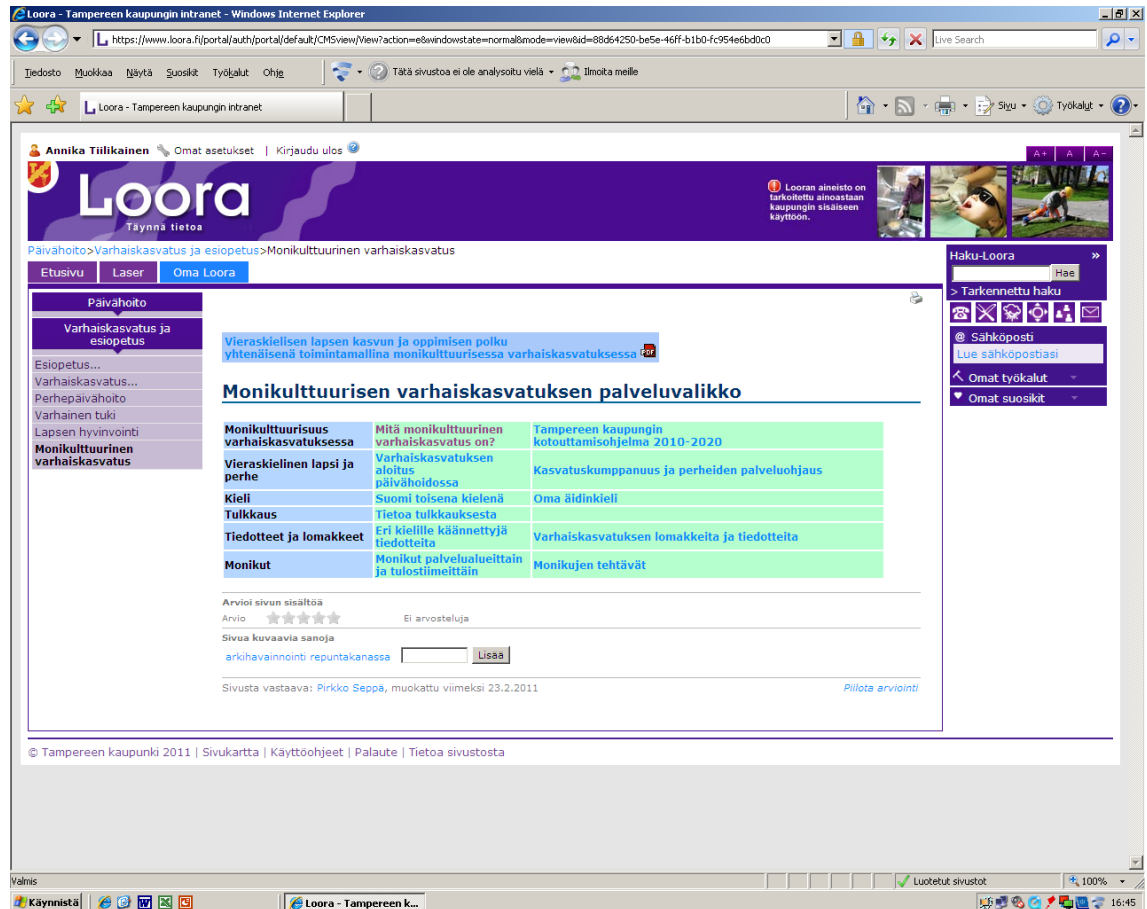 Loora - Tampereen kaupungin intranet - Windows Internet Explorer
https://www.loora.fi/portal/auth/portal/default/CMSview/View?action=e&windowstate=normal&mode=view&id=88d64250-be5e-46ff-b1b0-fc954e6bd0c0
Live Search
Tiedosto Muokkaa Näytä Suosikit Työkalut Ohje
Tätä sivustoa ei ole analysoitu vielä
Ilmoita meille
Loora - Tampereen kaupungin intranet
Sivu Työkalut
Annika Tiilikainen Omat asetukset | Kirjaudu ulos
A+ A A-
Loora
Täynnä tietoa
Looran aineisto on
tarkoitettu ainoastaan
kaupungin sisäiseen
käyttöön.
Päivähoito>Varhaiskasvatus ja esiopetus>Monikulttuurinen varhaiskasvatus
Etusivu Laser Oma Loora
Päivähoito
Varhaiskasvatus ja
esiopetus
Esiopetus...
Varhaiskasvatus...
Perhepäivähoito
Varhainen tuki
Lapsen hyvinvointi
Monikulttuurinen
varhaiskasvatus
Vieraskielisen lapsen kasvun ja oppimisen polku
yhtenäisenä toimintamallina monikulttuurisessa varhaiskasvatuksessa PDF
Monikulttuurisen varhaiskasvatuksen palveluvalikko
Monikulttuurisuus
varhaiskasvatuksessa
Mitä monikulttuurinen
varhaiskasvatus on?
Tampereen kaupungin
kotouttamisohjelma 2010-2020
Vieraskielinen lapsi ja
perhe
Varhaiskasvatuksen
aloitus
päivähoidossa
Kasvatuskumppanuus ja perheiden palveluohjaus
Kieli
Suomi toisena kielenä
Oma äidinkieli
Tulkkaus
Tietoa tulkkauksesta
Tiedotteet ja lomakkeet
Eri kielille käännettyjä
tiedotteita
Varhaiskasvatuksen lomakkeita ja tiedotteita
Monikut
Monikut palvelualueittain
ja tulostiimeittäin
Monikujen tehtävät
Arvioi sivun sisältöä
Arvio
Ei arvosteluja
Sivua kuvaavia sanoja
arkihavainnointi repuntakanassa
Lisää
Sivusta vastaava: Pirkko Seppä, muokattu viimeksi 23.2.2011
Piilota arviointi
Haku-Loora »
Hae
> Tarkennettu haku
@ Sähköposti
Lue sähköpostiasi
Omat työkalut
Omat suosikit
© Tampereen kaupunki 2011 | Sivukartta | Käyttöohjeet | Palaute | Tietoa sivustosta
Valmis
Luotetut sivustot
100%
Käynnistä
Loora - Tampereen k...
16:45